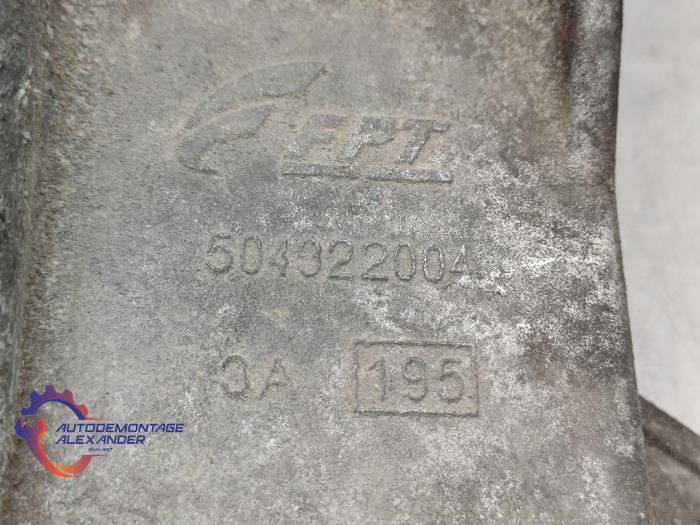 FPT
504322004
3A 195
AUTODEMONTAGE
ALEXANDER